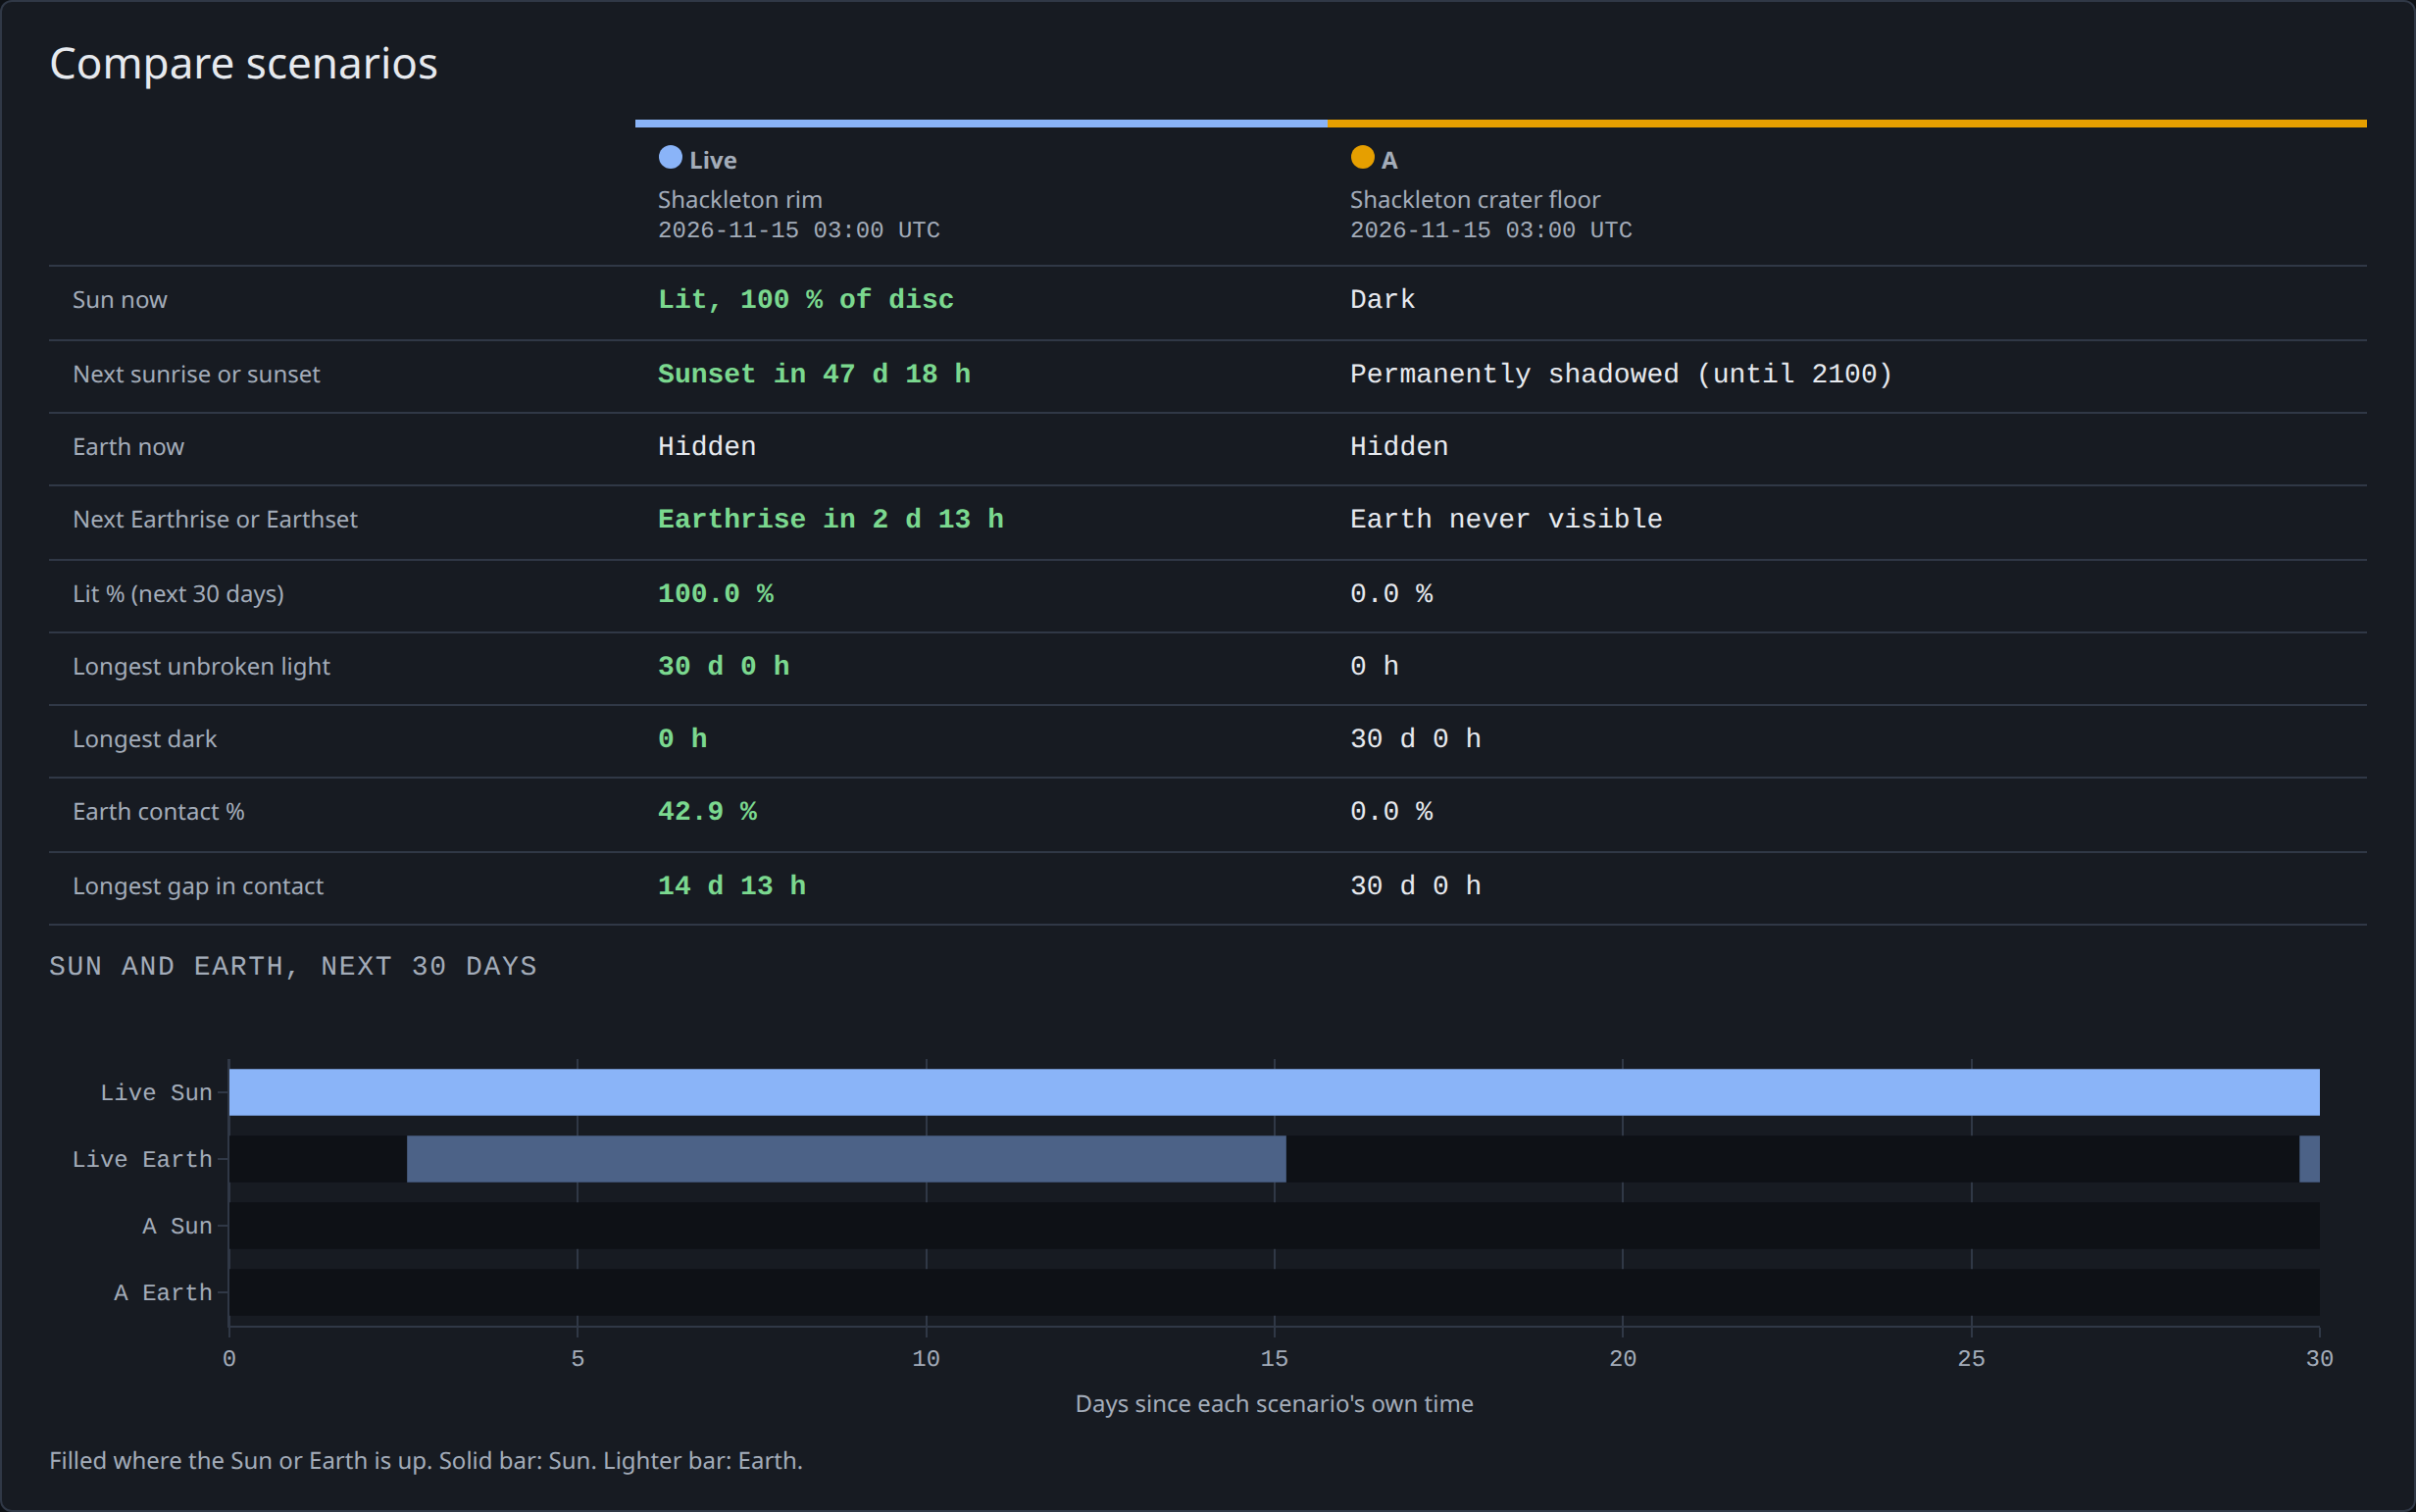 Compare scenarios
Live
A
Shackleton rim
Shackleton crater floor
2026-11-15 03:00 UTC
2026-11-15 03:00 UTC
Sun now
Lit, 100 % of disc
Dark
Next sunrise or sunset
Sunset in 47 d 18 h
Permanently shadowed (until 2100)
Earth now
Hidden
Hidden
Next Earthrise or Earthset
Earthrise in 2 d 13 h
Earth never visible
Lit % (next 30 days)
100.0 %
0.0 %
Longest unbroken light
30 d 0 h
0 h
Longest dark
0 h
30 d 0 h
Earth contact %
42.9 %
0.0 %
Longest gap in contact
14 d 13 h
30 d 0 h
SUN AND EARTH, NEXT 30 DAYS
Live Sun
Live Earth
A Sun
A Earth
0 5 10 15 20 25 30
Days since each scenario's own time
Filled where the Sun or Earth is up. Solid bar: Sun. Lighter bar: Earth.